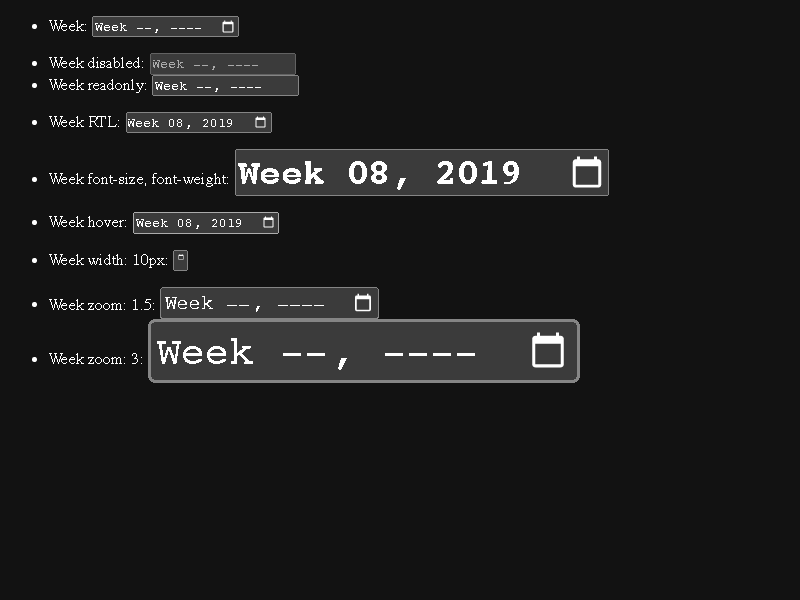 Week: Week --, ----
Week disabled: Week --, ----
Week readonly: Week --, ----
Week RTL: Week 08, 2019
Week font-size, font-weight: Week 08, 2019
Week hover: Week 08, 2019
Week width: 10px:
Week zoom: 1.5: Week --, ----
Week zoom: 3: Week --, ----